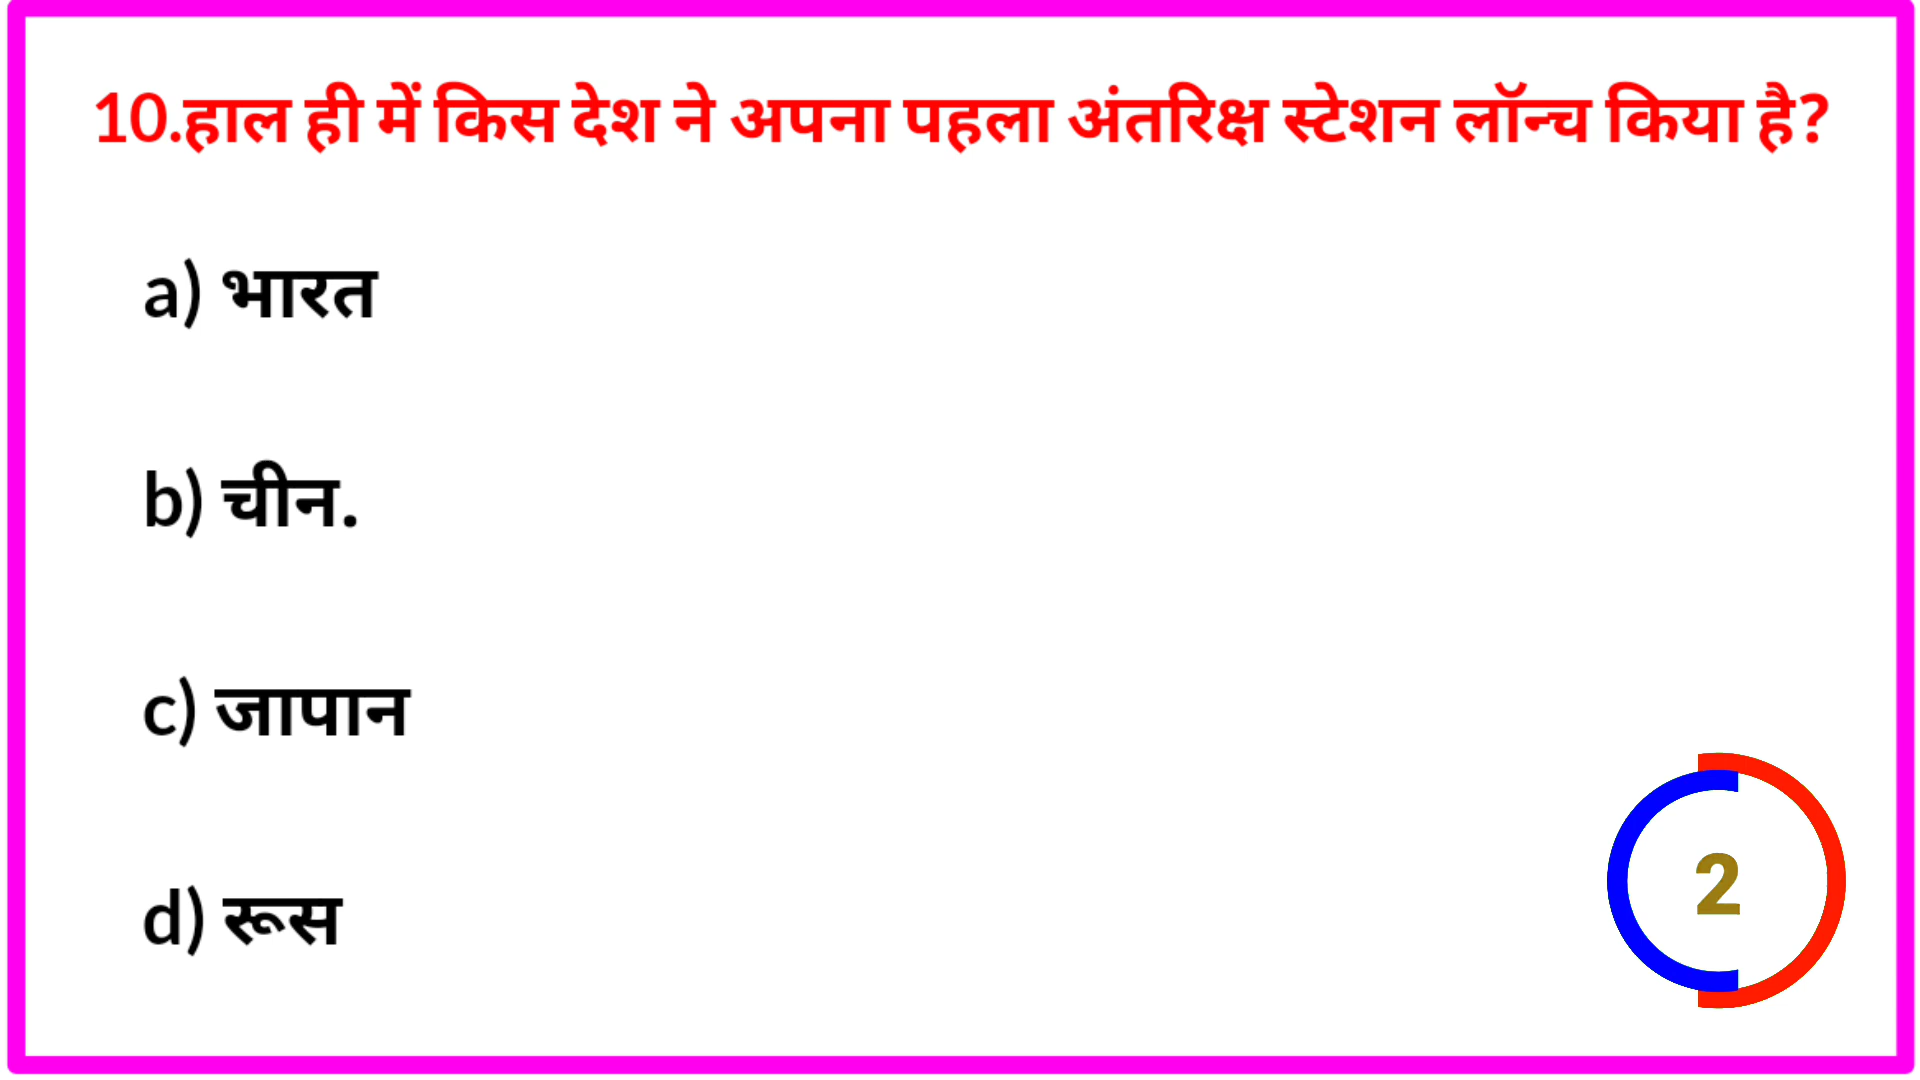 10.हाल ही में किस देश ने अपना पहला अंतरिक्ष स्टेशन लॉन्च किया है?
a) भारत
b) चीन.
c) जापान
d) रूस
2